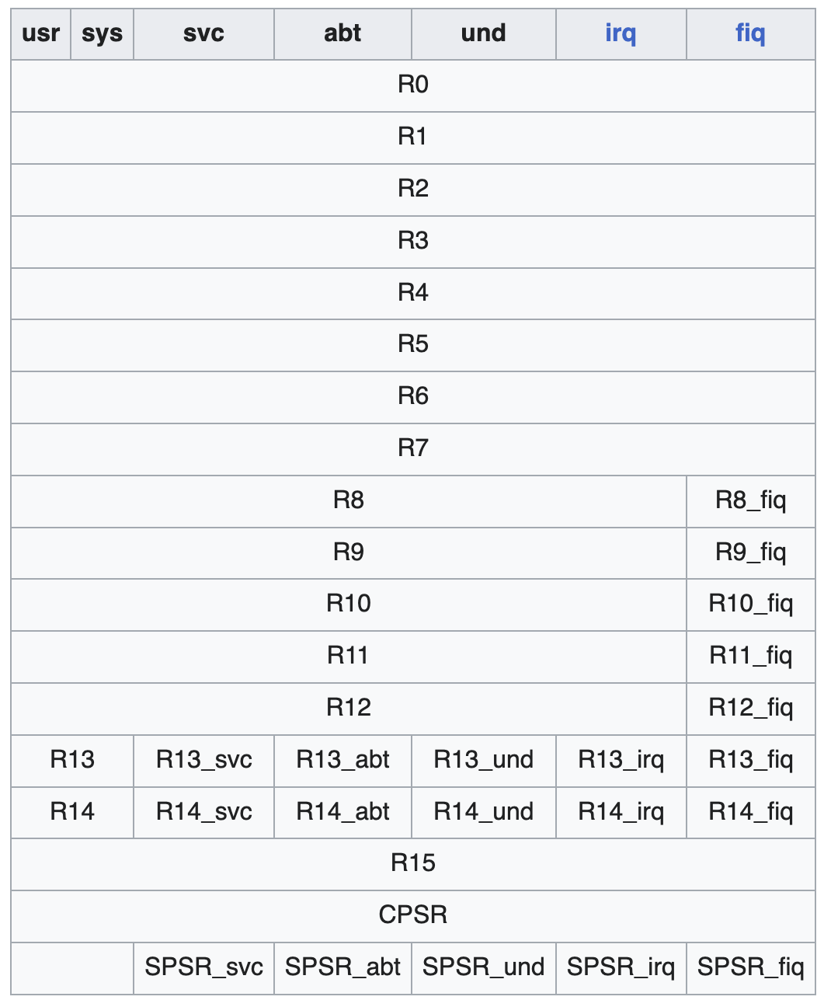 usr sys svc abt und irq fiq
R0
R1
R2
R3
R4
R5
R6
R7
R8 R8_fiq
R9 R9_fiq
R10 R10_fiq
R11 R11_fiq
R12 R12_fiq
R13 R13_svc R13_abt R13_und R13_irq R13_fiq
R14 R14_svc R14_abt R14_und R14_irq R14_fiq
R15
CPSR
SPSR_svc SPSR_abt SPSR_und SPSR_irq SPSR_fiq